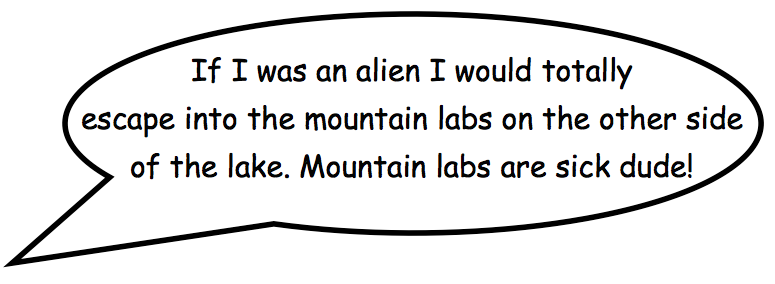 If I was an alien I would totally
escape into the mountain labs on the other side
of the lake. Mountain labs are sick dude!